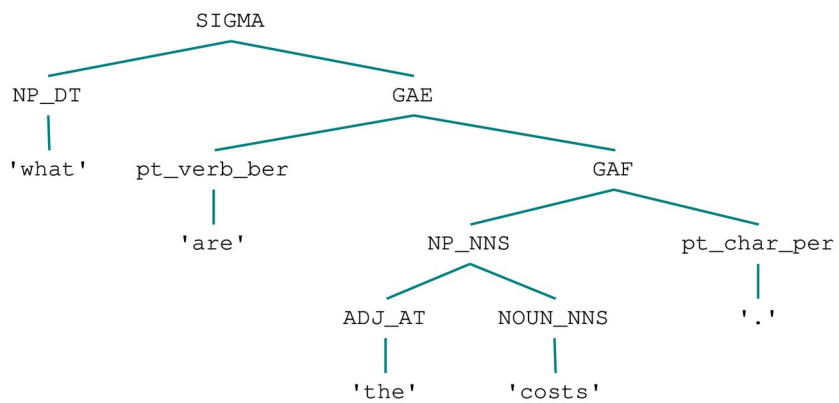 SIGMA
NP_DT GAE
'what' pt_verb_ber GAF
'are' NP_NNS pt_char_per
ADJ_AT NOUN_NNS '.'
'the' 'costs'